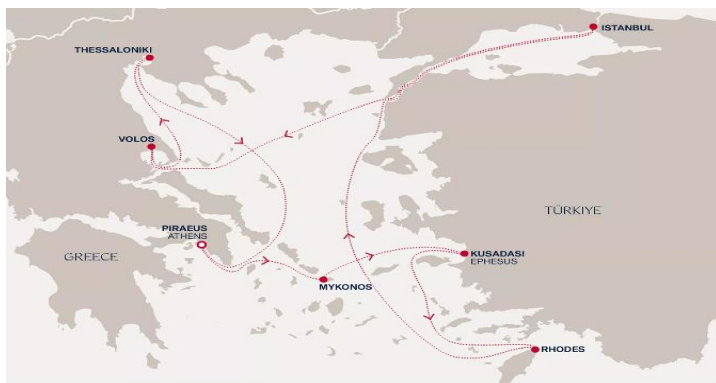 ISTANBUL
THESSALONIKI
VOLOS
TÜRKIYE
PIRAEUS
ATHENS
GREECE
KUSADASI
EPHESUS
MYKONOS
RHODES